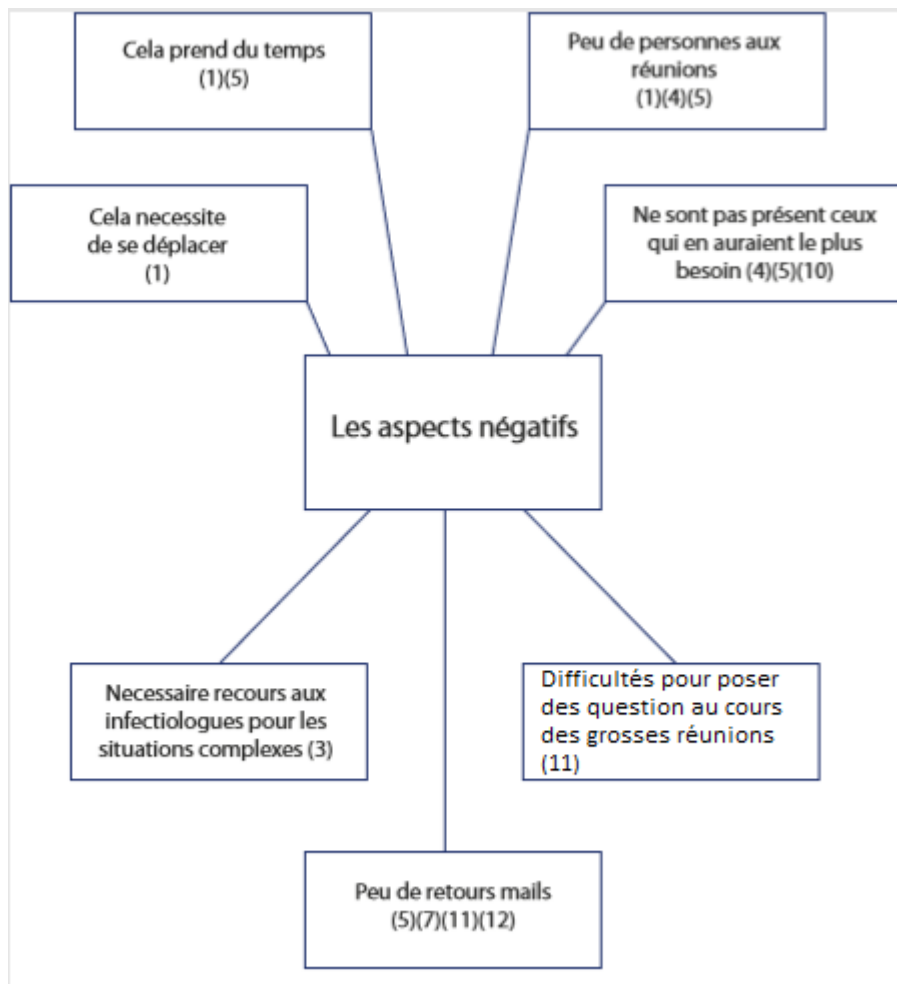 Cela prend du temps
(1)(5)
Peu de personnes aux
réunions
(1)(4)(5)
Cela necessite
de se déplacer
(1)
Ne sont pas présent ceux
qui en auraient le plus
besoin (4)(5)(10)
Les aspects négatifs
Necessaire recours aux
infectiologues pour les
situations complexes (3)
Difficultés pour poser
des question au cours
des grosses réunions
(11)
Peu de retours mails
(5)(7)(11)(12)